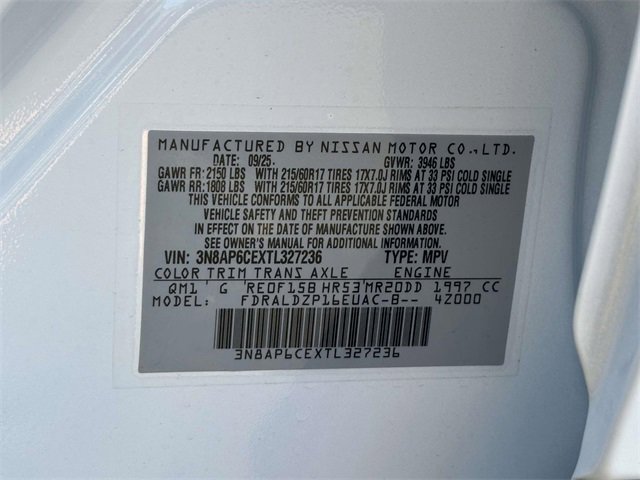 MANUFACTURED BY NISSAN MOTOR CO., LTD.
DATE: 09/25. GVWR: 3946 LBS
GAWR FR: 2150 LBS WITH 215/60R17 TIRES 17X7.0J RIMS AT 33 PSI COLD SINGLE
GAWR RR: 1808 LBS WITH 215/60R17 TIRES 17X7.0J RIMS AT 33 PSI COLD SINGLE
THIS VEHICLE CONFORMS TO ALL APPLICABLE FEDERAL MOTOR
VEHICLE SAFETY AND THEFT PREVENTION STANDARDS
IN EFFECT ON THE DATE OF MANUFACTURE SHOWN ABOVE.
SEE OWNER'S MANUAL FOR ADDITIONAL INFORMATION.
VIN: 3N8AP6CEXTL327236 TYPE: MPV
COLOR TRIM TRANS AXLE ENGINE
QM1 ' G 'RE0F15B HR53'MR20DD 1997 CC
MODEL: FDRALDZP16EUAC-B-- 4Z000
3N8AP6CEXTL327236